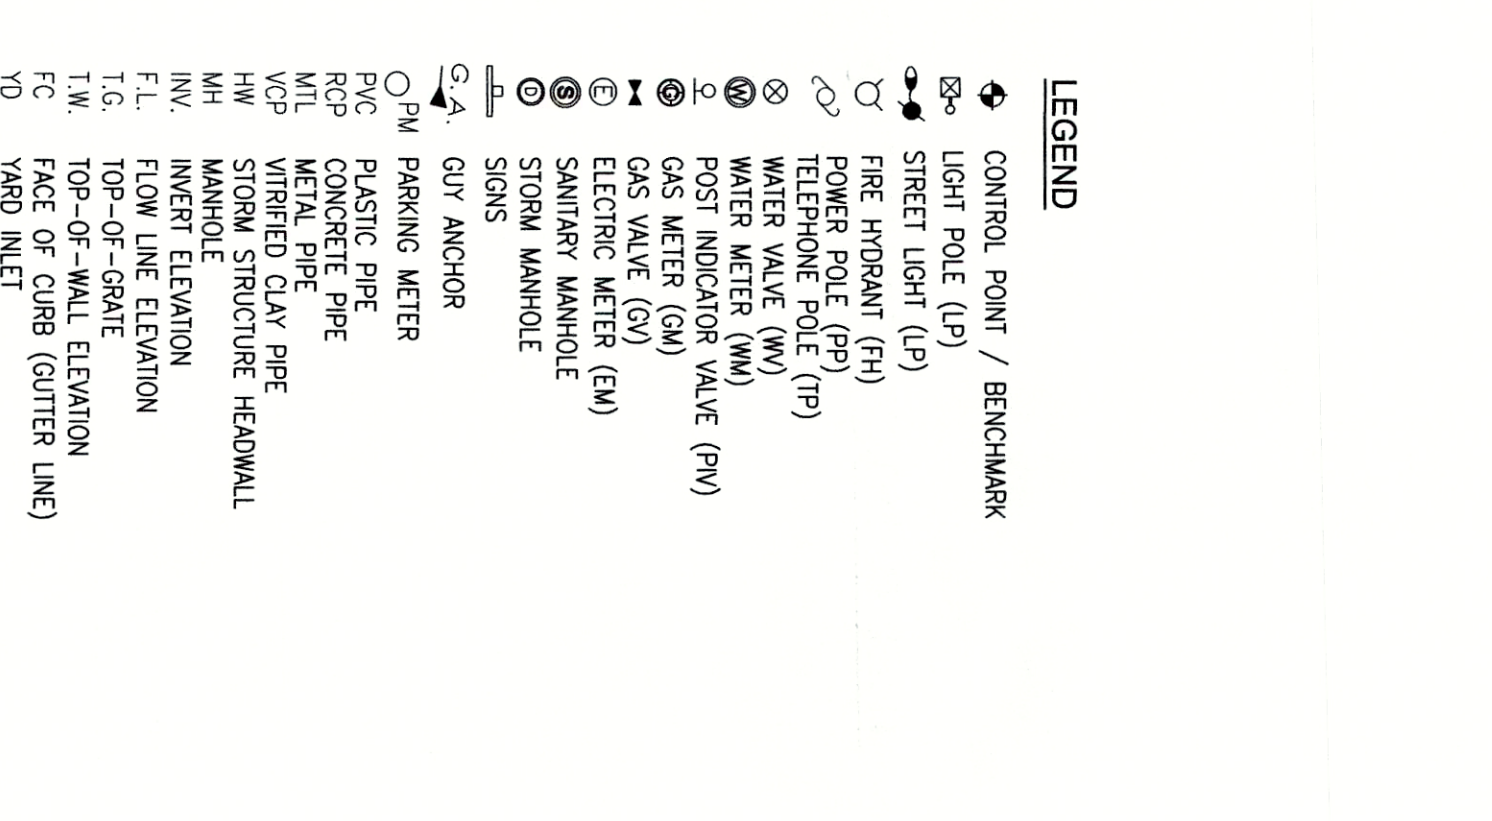 LEGEND
CONTROL POINT / BENCHMARK
LIGHT POLE (LP)
STREET LIGHT (LP)
FIRE HYDRANT (FH)
POWER POLE (PP)
TELEPHONE POLE (TP)
WATER VALVE (WV)
W WATER METER (WM)
POST INDICATOR VALVE (PIV)
G GAS METER (GM)
GAS VALVE (GV)
E ELECTRIC METER (EM)
S SANITARY MANHOLE
D STORM MANHOLE
SIGNS
G.A. GUY ANCHOR
PM PARKING METER
PVC PLASTIC PIPE
RCP CONCRETE PIPE
MTL METAL PIPE
VCP VITRIFIED CLAY PIPE
HW STORM STRUCTURE HEADWALL
MH MANHOLE
INV. INVERT ELEVATION
F.L. FLOW LINE ELEVATION
T.G. TOP-OF-GRATE
T.W. TOP-OF-WALL ELEVATION
FC FACE OF CURB (GUTTER LINE)
YD YARD INLET